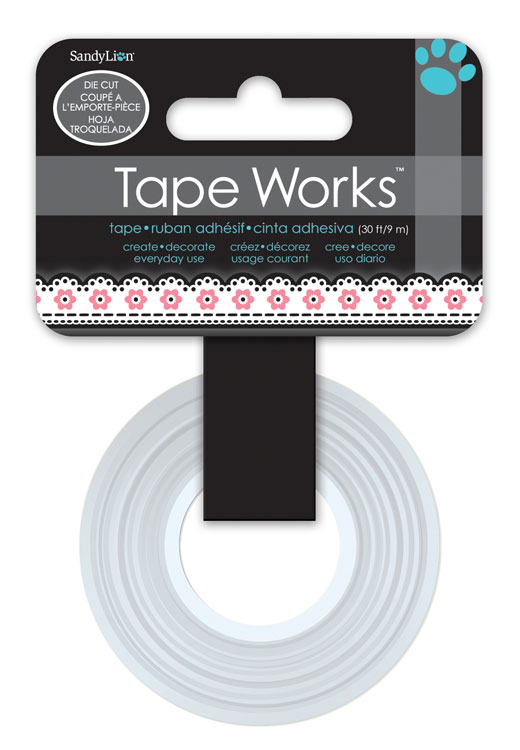 SandyLion
DIE CUT
COUPÉ A
L'EMPORTE-PIÈCE
HOJA
TROQUELADA
Tape Works™
tape•ruban adhésif•cinta adhesiva (30 ft/9 m)
create•decorate
everyday use
créez•décorez
usage courant
cree•decore
uso diario